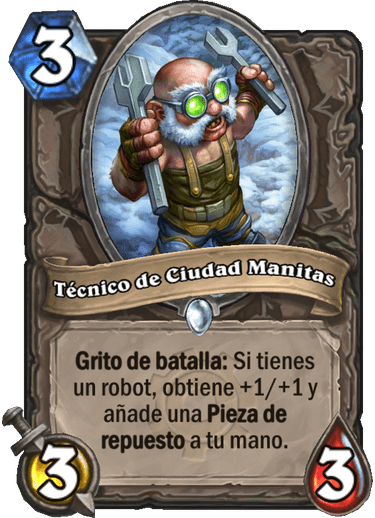 3
Técnico de Ciudad Manitas
Grito de batalla: Si tienes
un robot, obtiene +1/+1 y
añade una Pieza de
repuesto a tu mano.
3
3